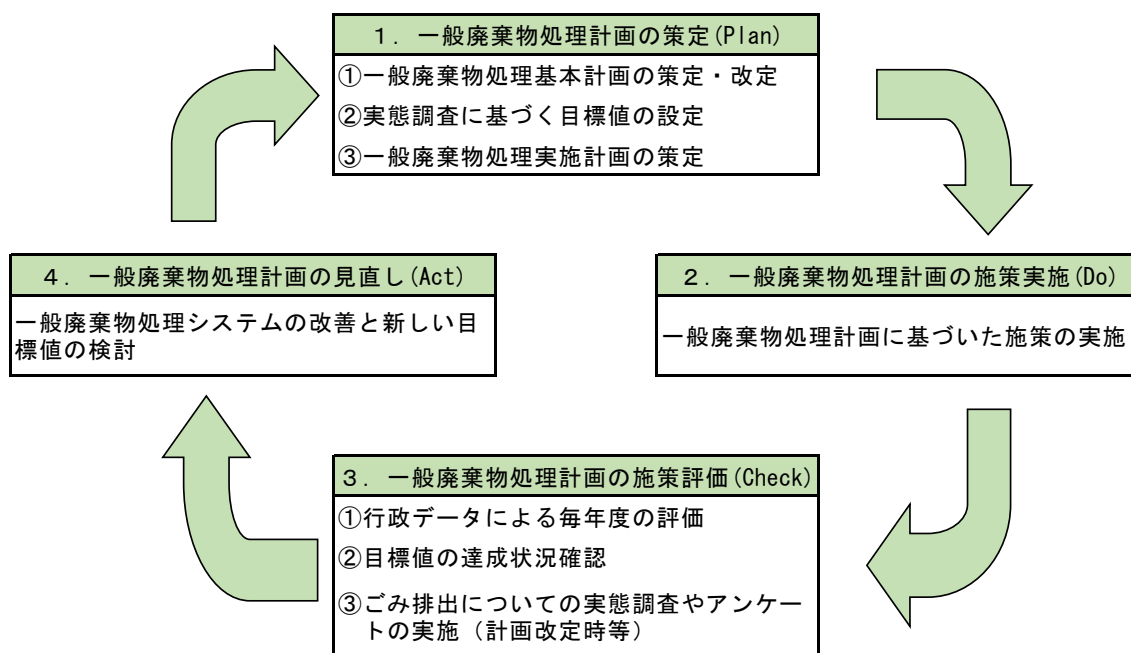 １．一般廃棄物処理計画の策定(Plan)
①一般廃棄物処理基本計画の策定・改定
②実態調査に基づく目標値の設定
③一般廃棄物処理実施計画の策定
２．一般廃棄物処理計画の施策実施(Do)
一般廃棄物処理計画に基づいた施策の実施
３．一般廃棄物処理計画の施策評価(Check)
①行政データによる毎年度の評価
②目標値の達成状況確認
③ごみ排出についての実態調査やアンケー
トの実施（計画改定時等）
４．一般廃棄物処理計画の見直し(Act)
一般廃棄物処理システムの改善と新しい目
標値の検討